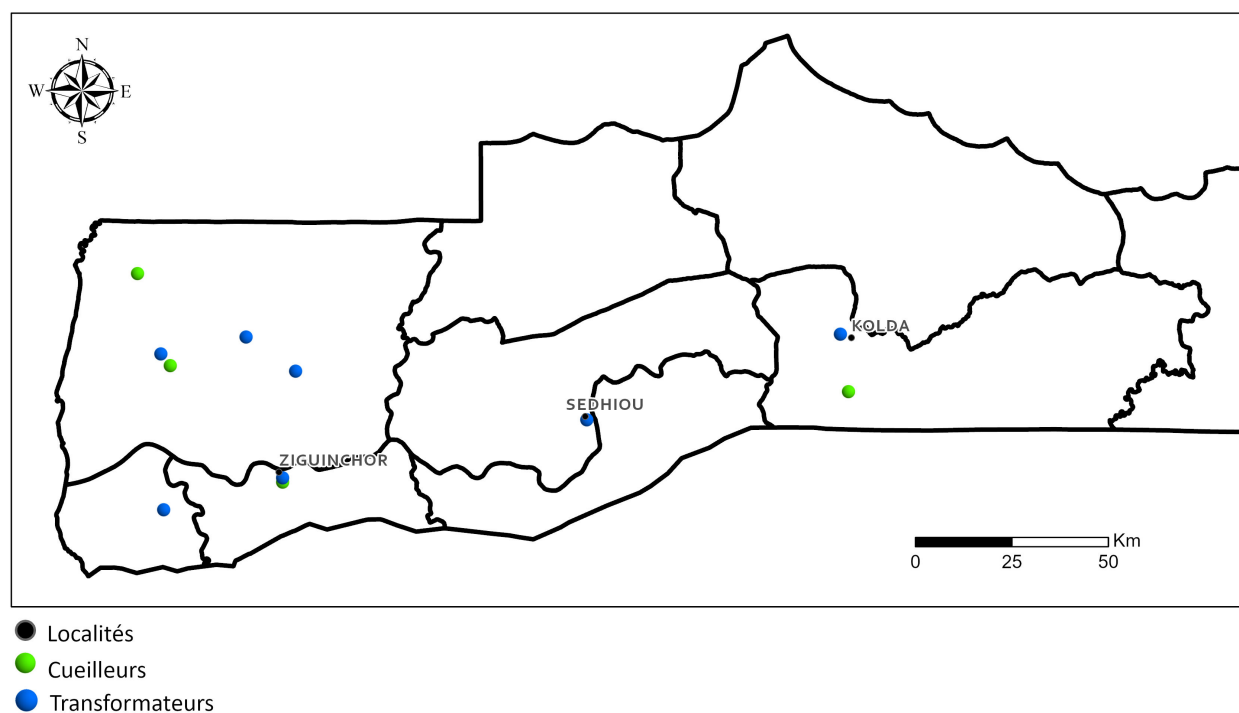 N
W E
S
KOLDA
SEDHIOU
ZIGUINCHOR
Km
0 25 50
Localités
Cueilleurs
Transformateurs